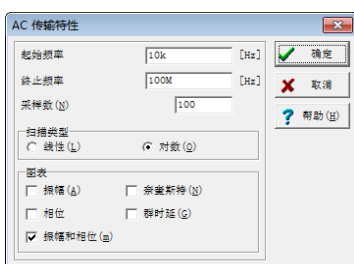 AC 传输特性
起始频率 10k [Hz] 确定
终止频率 100M [Hz] 取消
采样数(N) 100 帮助(H)
扫描类型
线性(L) 对数(O)
图表
振幅(A) 奈奎斯特(N)
相位 群时延(G)
振幅和相位(m)